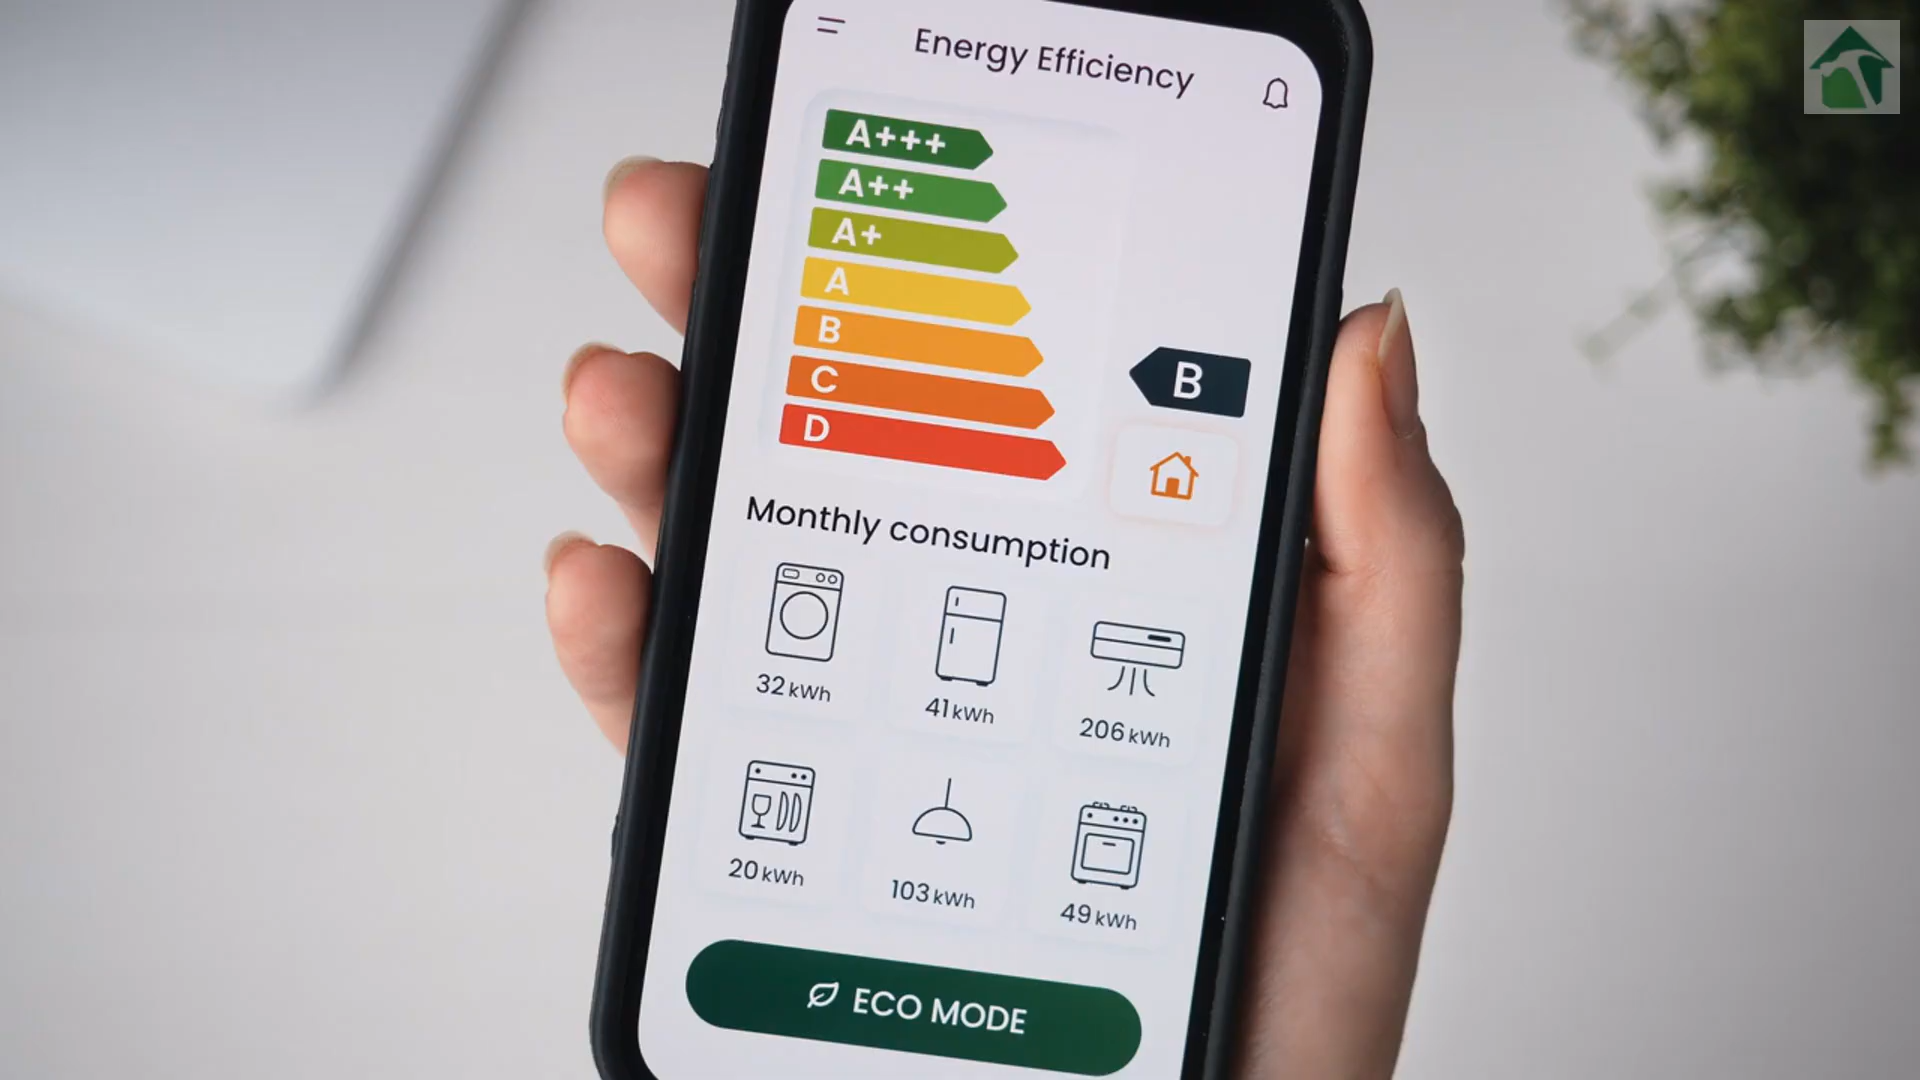 Energy Efficiency
A+++
A++
A+
A
B
B
C
D
Monthly consumption
32 kWh
41 kWh
206 kWh
20 kWh
103 kWh
49 kWh
ECO MODE